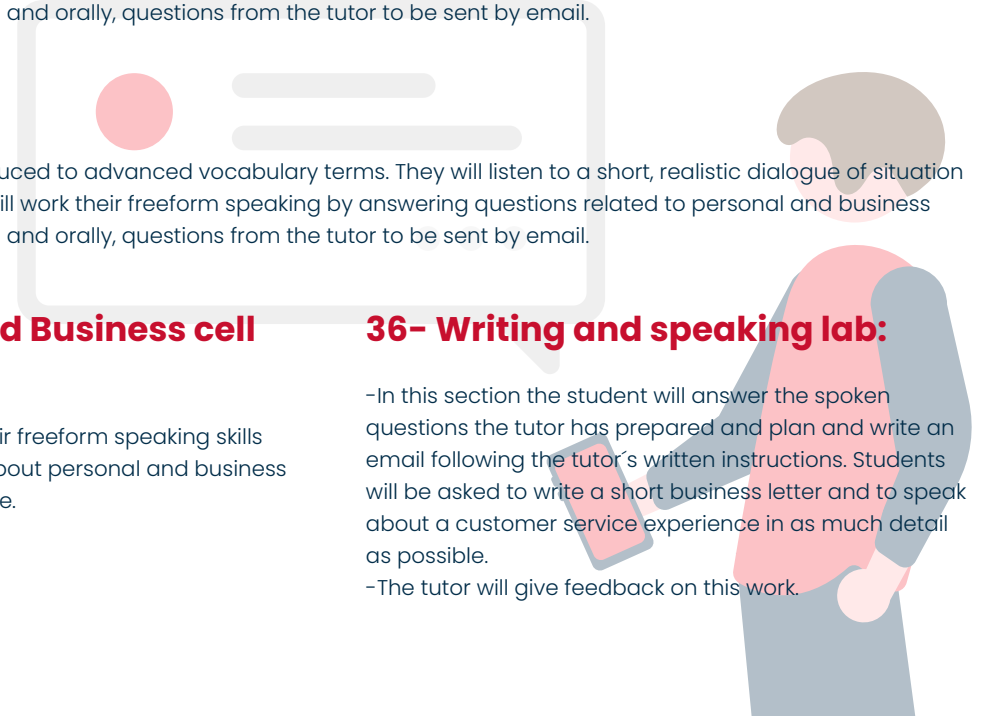 and orally, questions from the tutor to be sent by email.
to advanced vocabulary terms. They will listen to a short, realistic dialogue of situation
work their freeform speaking by answering questions related to personal and business
and orally, questions from the tutor to be sent by email.
Business cell
freeform speaking skills
personal and business
36- Writing and speaking lab:
-In this section the student will answer the spoken
questions the tutor has prepared and plan and write an
email following the tutor´s written instructions. Students
will be asked to write a short business letter and to speak
about a customer service experience in as much detail
as possible.
-The tutor will give feedback on this work.